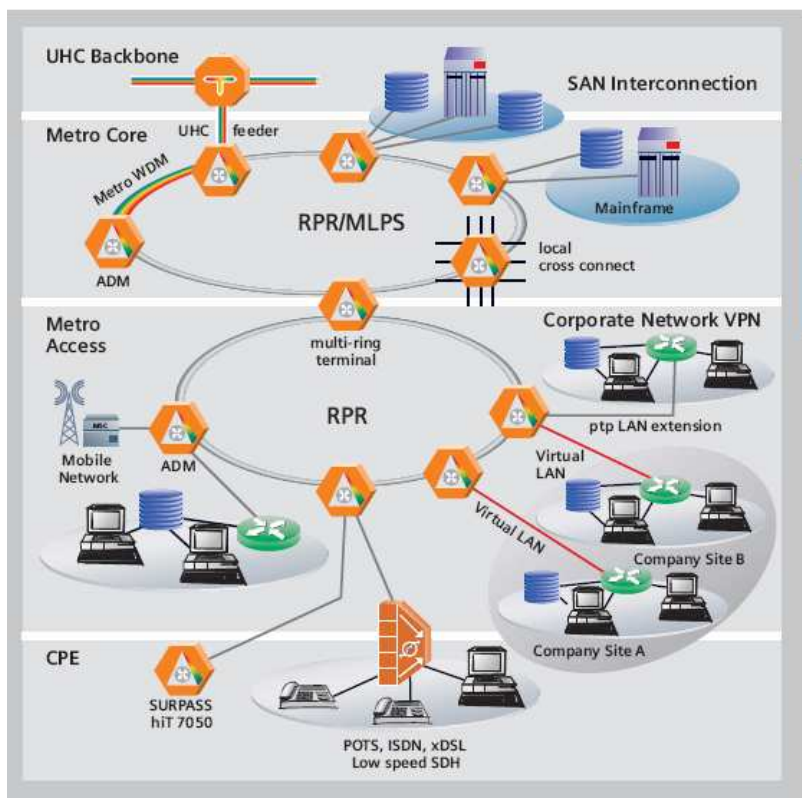 UHC Backbone
SAN Interconnection
Metro Core
UHC feeder
Metro WDM
RPR/MLPS
Mainframe
ADM
local
cross connect
Metro
Access
multi-ring
terminal
Corporate Network VPN
RPR
MSC
Mobile
Network
ADM
ptp LAN extension
Virtual
LAN
Virtual LAN
Company Site B
Company Site A
CPE
SURPASS
hiT 7050
POTS, ISDN, xDSL
Low speed SDH